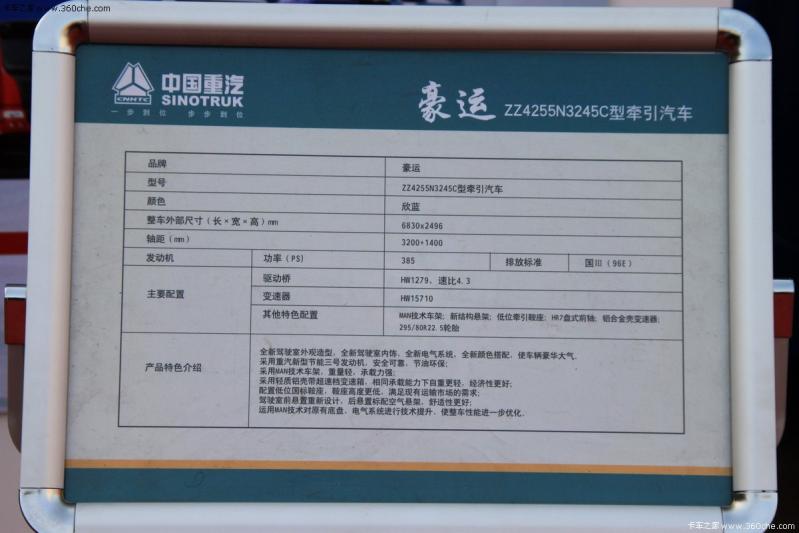 卡车之家 www.360che.com
中国重汽
SINOTRUK
CNHTC
一步到位 步步到位
豪运 ZZ4255N3245C型牵引汽车
品牌 豪运
型号 ZZ4255N3245C型牵引汽车
颜色 欣蓝
整车外部尺寸（长×宽×高）mm 6830x2496
轴距（mm） 3200+1400
发动机 功率（PS） 385 排放标准 国III（96E）
主要配置 驱动桥 HW1279，速比4.3
变速器 HW15710
其他特色配置 MAN技术车架；新结构悬架；低位牵引鞍座；HR7盘式前轴；铝合金壳变速器；
295/80R22.5轮胎
产品特色介绍
全新驾驶室外观造型，全新驾驶室内饰，全新电气系统，全新颜色搭配，使车辆豪华大气．
采用重汽新型节能三号发动机，安全可靠，节油环保；
采用MAN技术车架，重量轻，承载力强；
采用轻质铝壳带超速档变速箱，相同承载能力下自重更轻，经济性更好；
配置低位国标鞍座，鞍座高度更低，满足现有运输市场的需求；
驾驶室前悬置重新设计，后悬置标配空气悬架，舒适性更好；
运用MAN技术对原有底盘，电气系统进行技术提升，使整车性能进一步优化．
卡车之家 www.360che.com